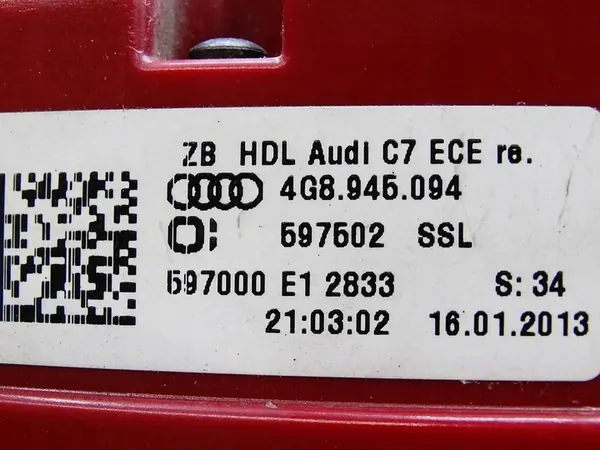 ZB HDL Audi C7 ECE re.
4G8.945.094
597502 SSL
597000 E1 2833 S: 34
21:03:02 16.01.2013